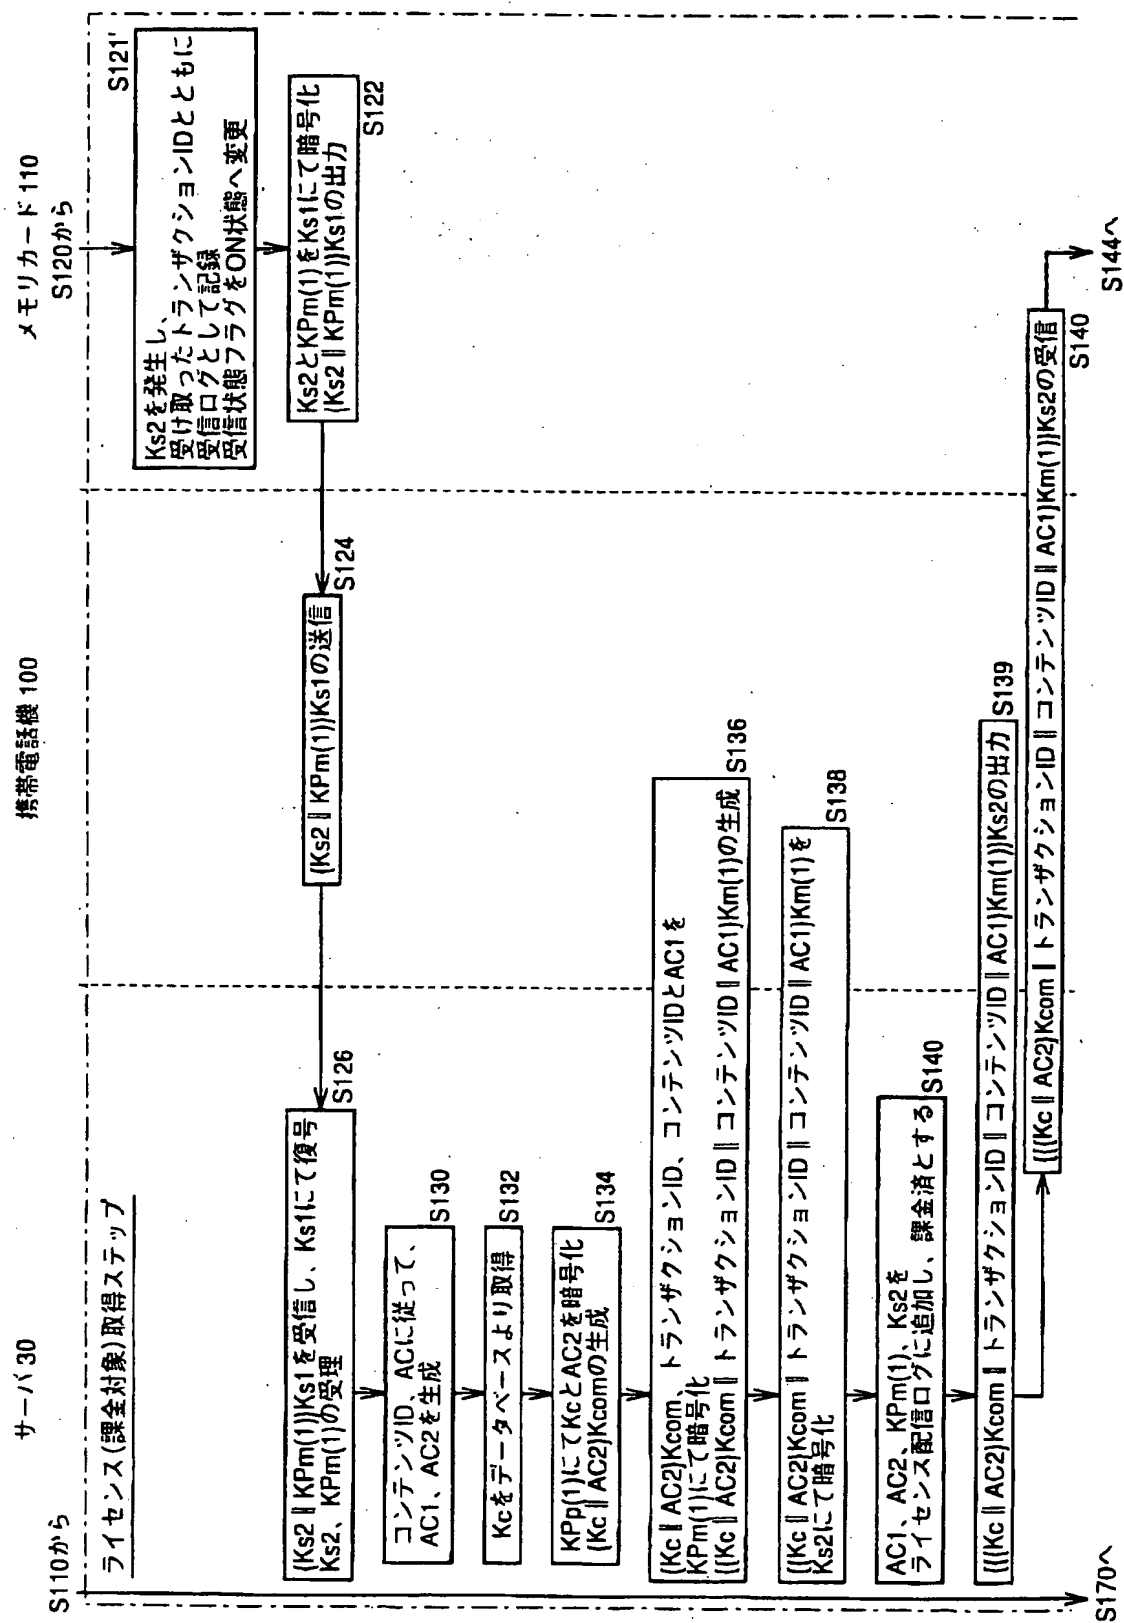 サーバ 30
携帯電話機 100
メモリカード 110
S110から
S120から
ライセンス(課金対象)取得ステップ
S121'
Ks2を発生し、
受け取ったトランザクションIDとともに
受信ログとして記録
受信状態フラグをON状態へ変更
Ks2とKPm(1)をKs1にて暗号化
{Ks2 ‖ KPm(1)}Ks1の出力
S122
{Ks2 ‖ KPm(1)}Ks1の送信
S124
{Ks2 ‖ KPm(1)}Ks1を受信し、Ks1にて復号
Ks2、KPm(1)の受理
S126
コンテンツID、ACに従って、
AC1、AC2を生成
S130
Kcをデータベースより取得
S132
KPp(1)にてKcとAC2を暗号化
{Kc ‖ AC2}Kcomの生成
S134
{Kc ‖ AC2}Kcom、トランザクションID、コンテンツIDとAC1を
KPm(1)にて暗号化
{{Kc ‖ AC2}Kcom ‖ トランザクションID ‖ コンテンツID ‖ AC1}Km(1)の生成
S136
{{Kc ‖ AC2}Kcom ‖ トランザクションID ‖ コンテンツID ‖ AC1}Km(1)を
Ks2にて暗号化
S138
AC1、AC2、KPm(1)、Ks2を
ライセンス配信ログに追加し、課金済とする
S140
{{{Kc ‖ AC2}Kcom ‖ トランザクションID ‖ コンテンツID ‖ AC1}Km(1)}Ks2の出力
S139
{{{Kc ‖ AC2}Kcom ‖ トランザクションID ‖ コンテンツID ‖ AC1}Km(1)}Ks2の受信
S140
S170へ
S144へ